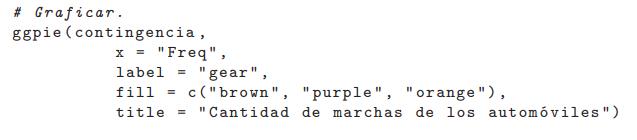 # Graficar.
ggpie(contingencia,
x = "Freq",
label = "gear",
fill = c("brown", "purple", "orange"),
title = "Cantidad de marchas de los automóviles")